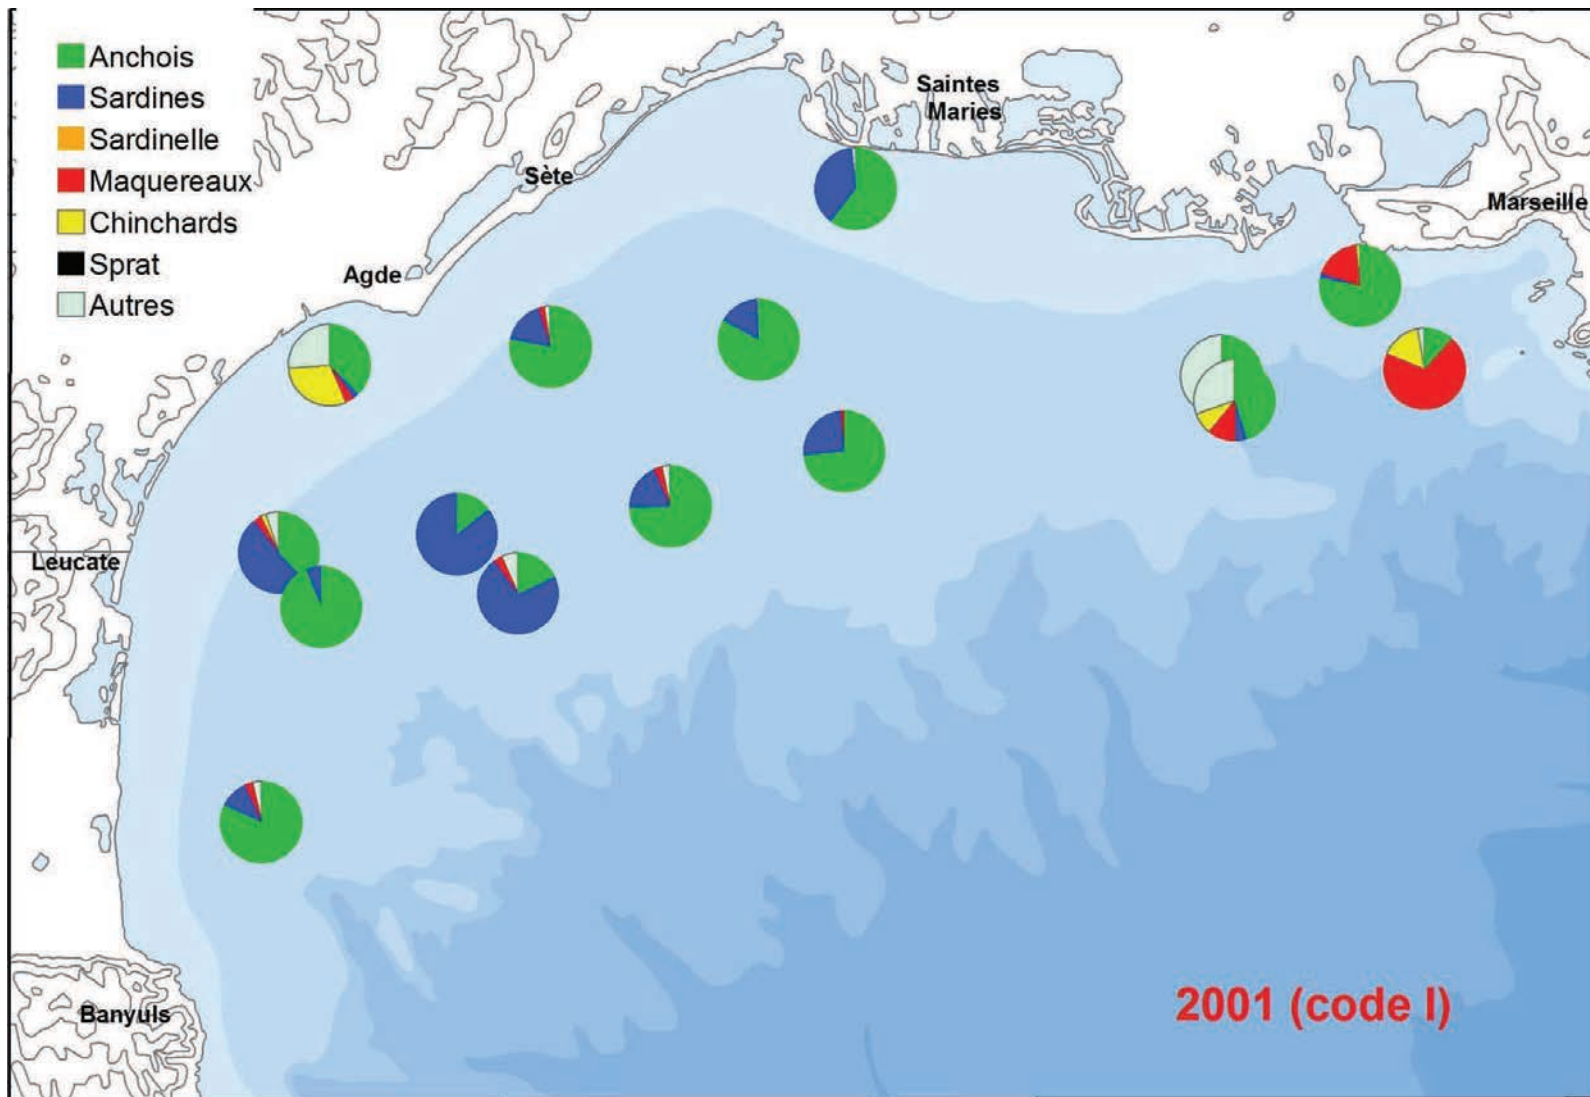 Anchois
Sardines
Sardinelle
Maquereaux
Chinchards
Sprat
Autres
Saintes
Maries
Sète
Marseille
Agde
Leucate
Banyuls
2001 (code I)